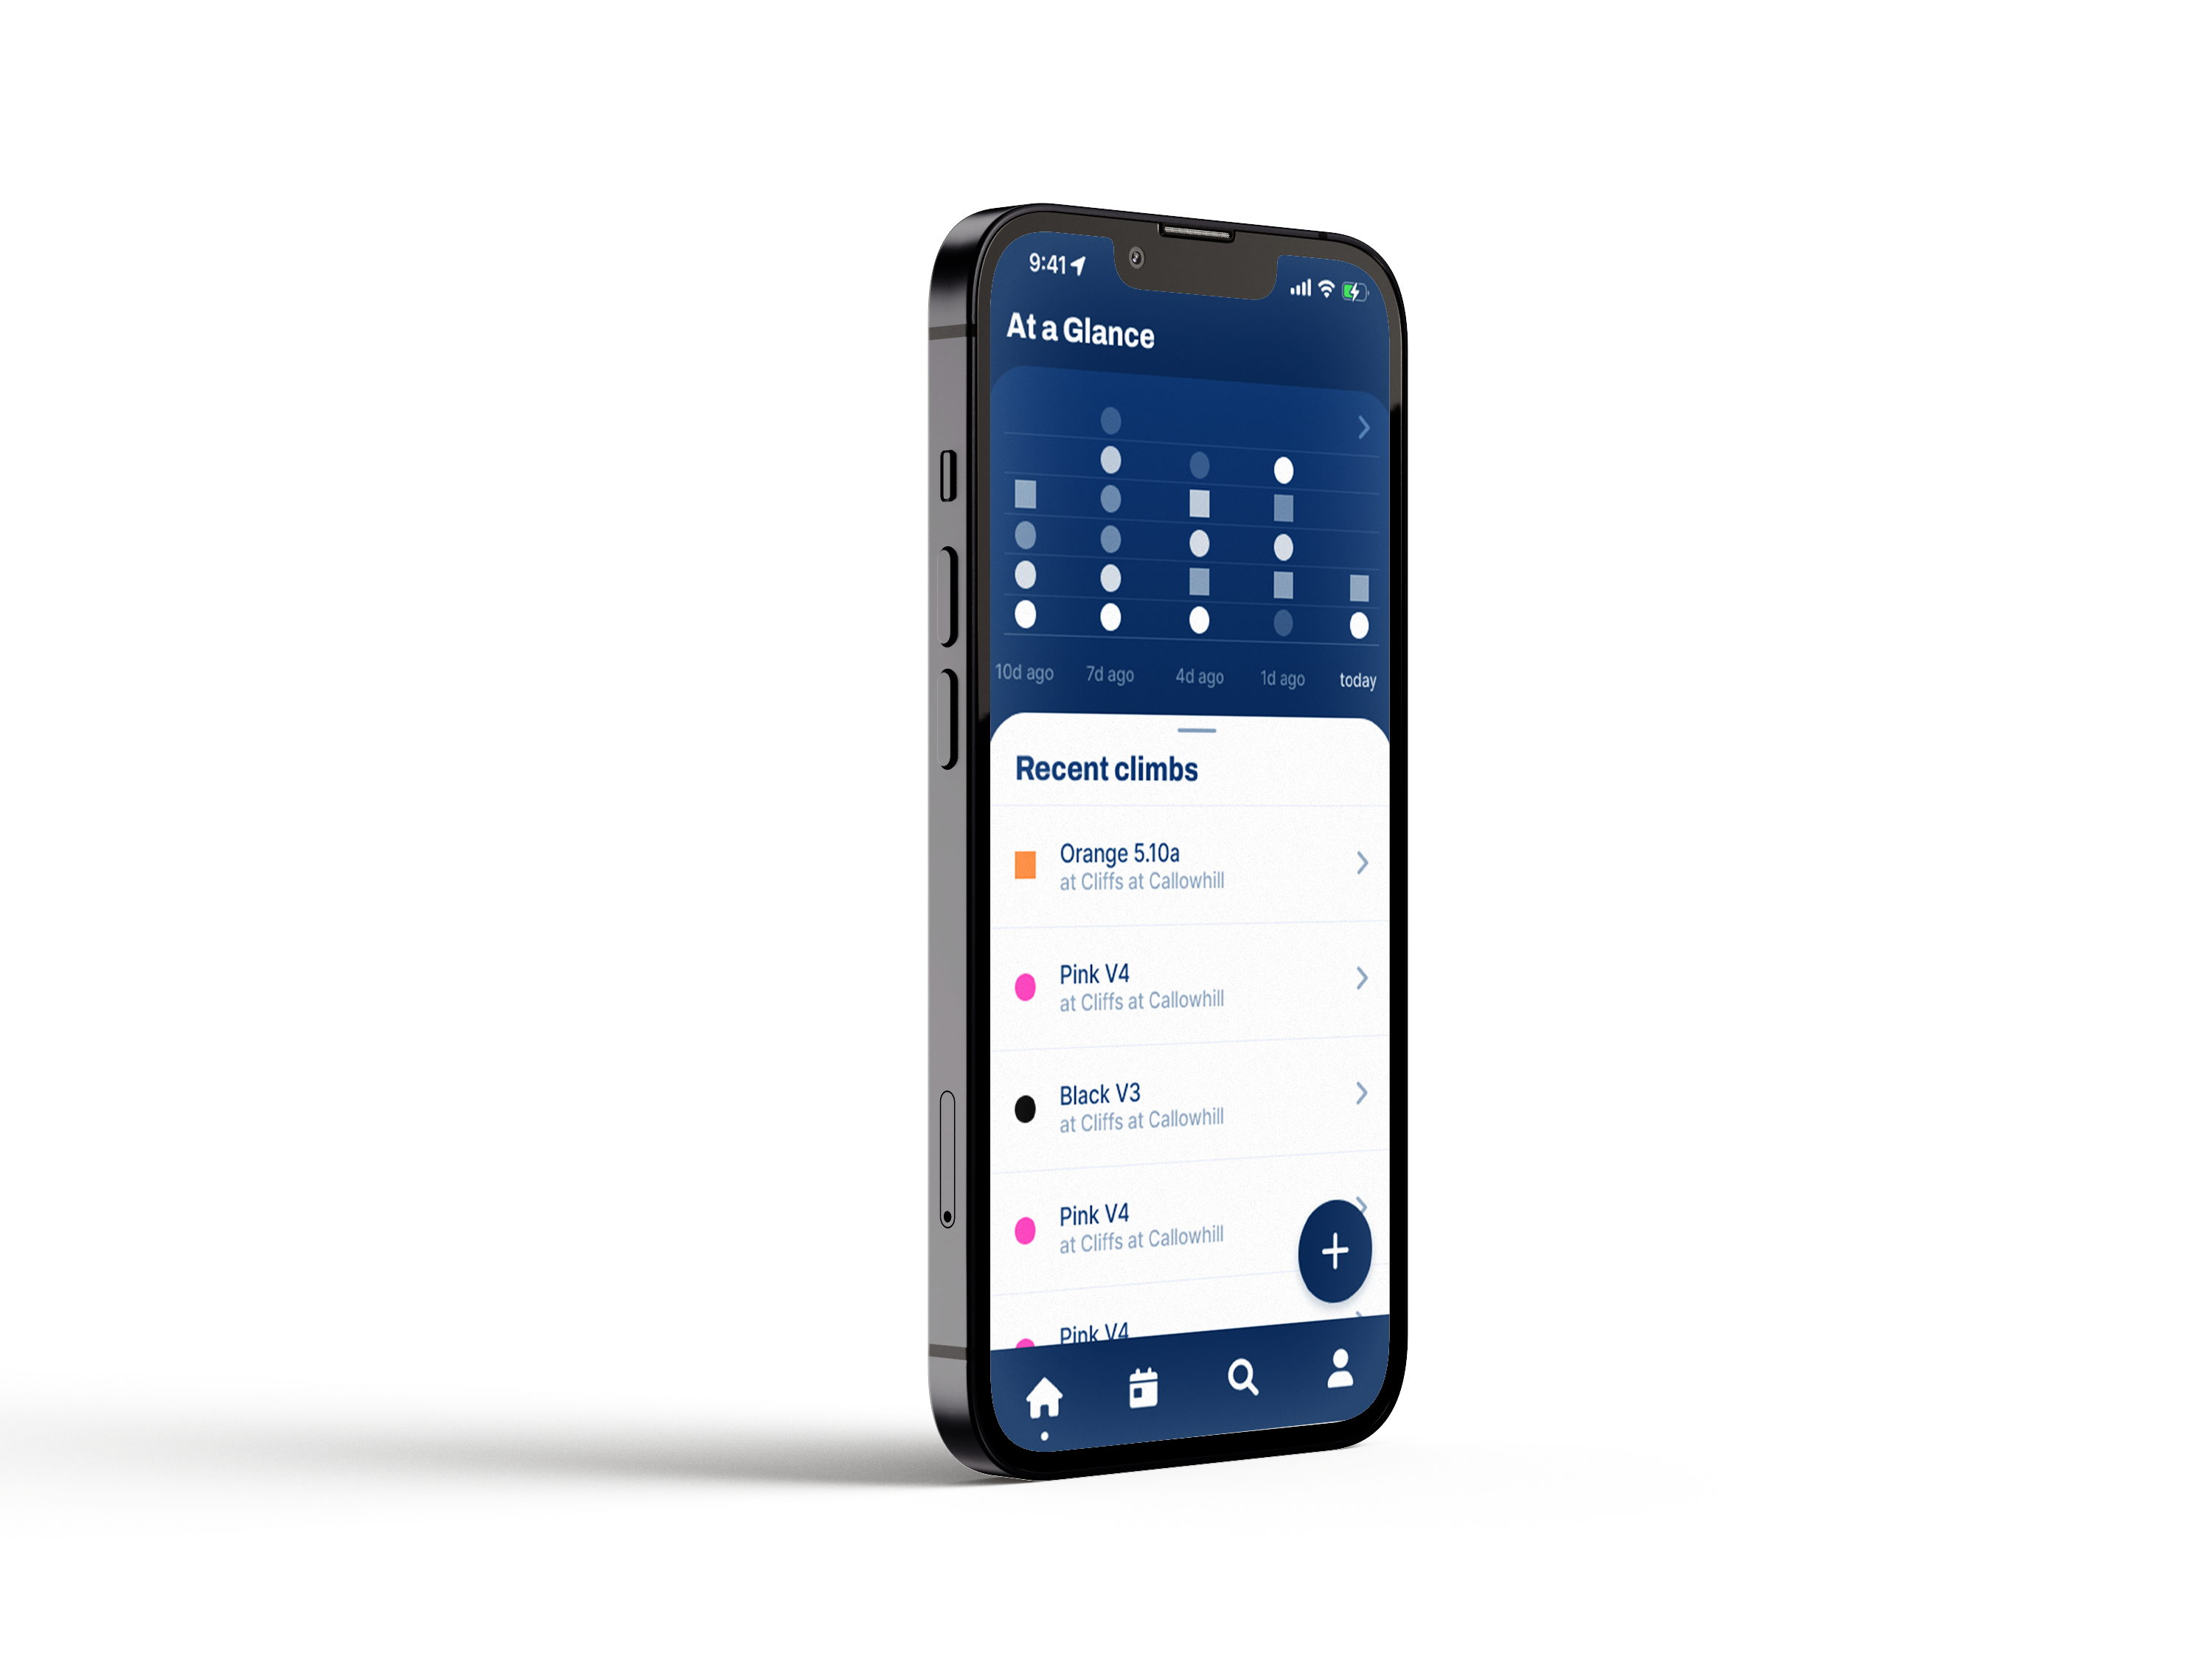 9:41
At a Glance
10d ago 7d ago 4d ago 1d ago today
Recent climbs
Orange 5.10a
at Cliffs at Callowhill
Pink V4
at Cliffs at Callowhill
Black V3
at Cliffs at Callowhill
Pink V4
at Cliffs at Callowhill
Pink V4